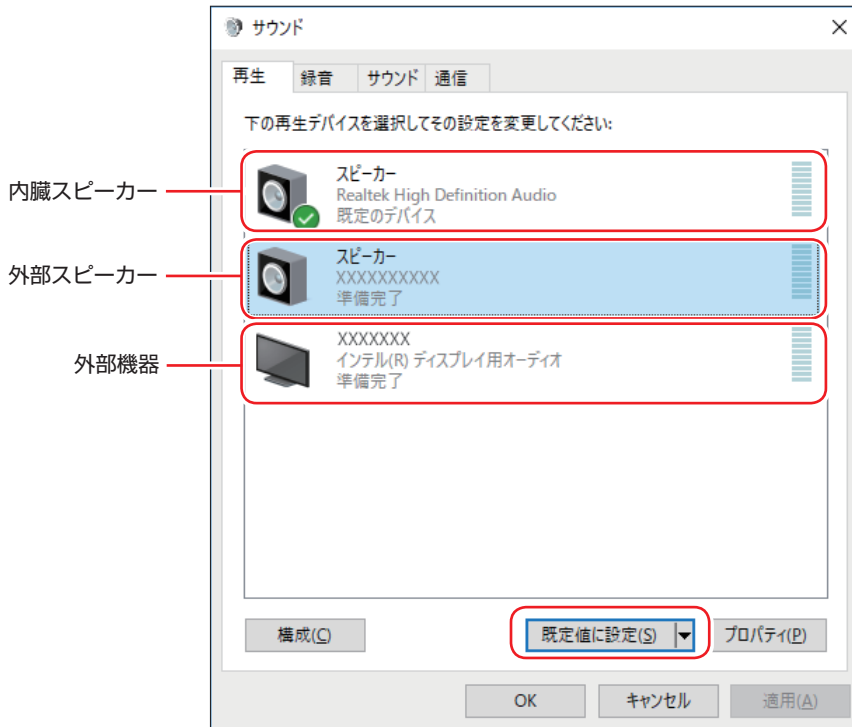 サウンド
再生
録音
サウンド
通信
下の再生デバイスを選択してその設定を変更してください:
内臓スピーカー
スピーカー
Realtek High Definition Audio
既定のデバイス
外部スピーカー
スピーカー
XXXXXXXXXX
準備完了
外部機器
XXXXXXX
インテル(R) ディスプレイ用オーディオ
準備完了
構成(C)
既定値に設定(S)
プロパティ(P)
OK
キャンセル
適用(A)